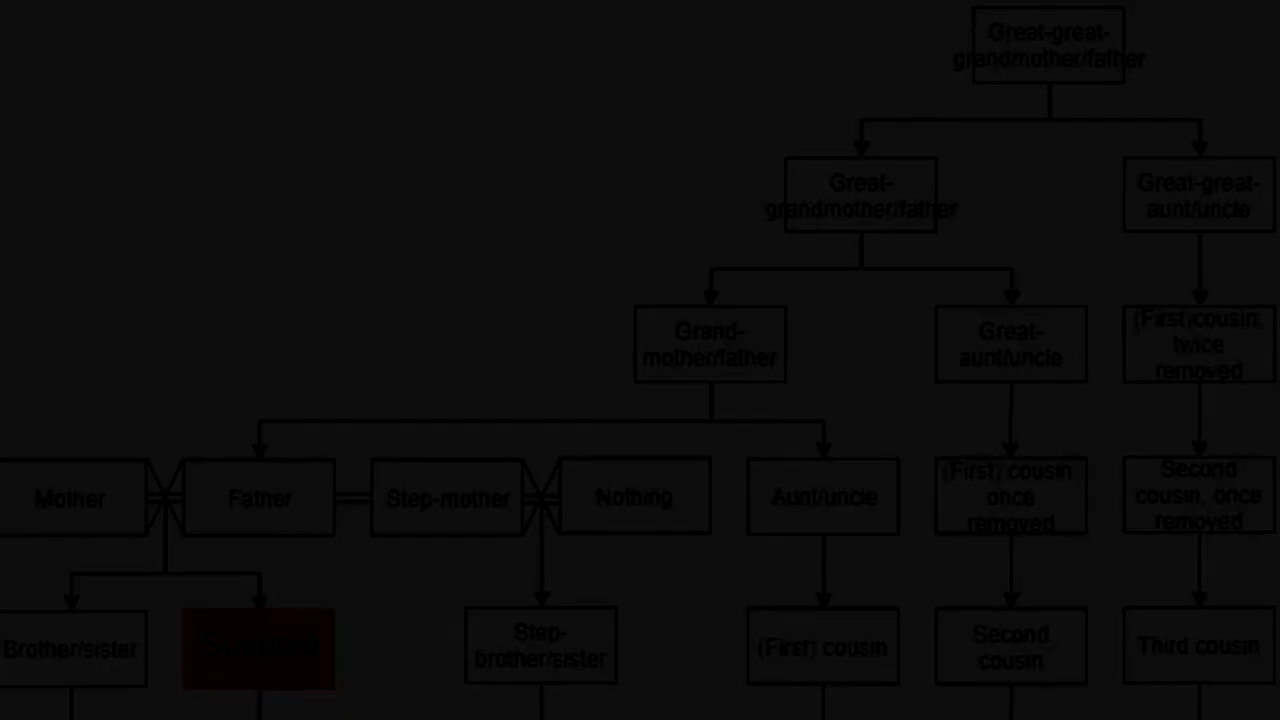 Great-great-
grandmother/father
Great-
grandmother/father
Great-great-
aunt/uncle
Grand-
mother/father
Great-
aunt/uncle
(First)cousin
twice
removed
Mother
Father
Step-mother
Nothing
Aunt/uncle
(First) cousin
once
removed
Second
cousin, once
removed
Brother/sister
Step-
brother/sister
(First) cousin
Second
cousin
Third cousin